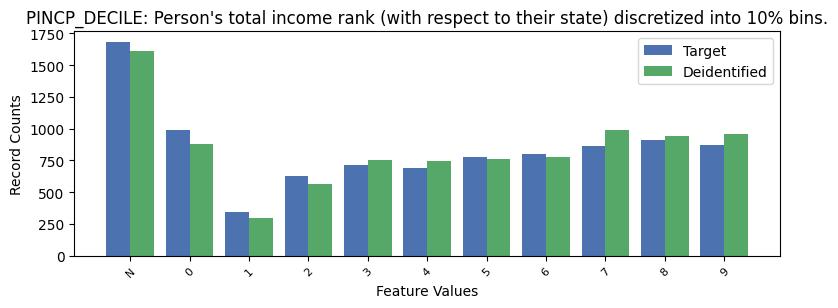 PINCP_DECILE: Person's total income rank (with respect to their state) discretized into 10% bins.
1750
1500
1250
1000
750
500
250
0
Record Counts
Target
Deidentified
N 0 1 2 3 4 5 6 7 8 9
Feature Values